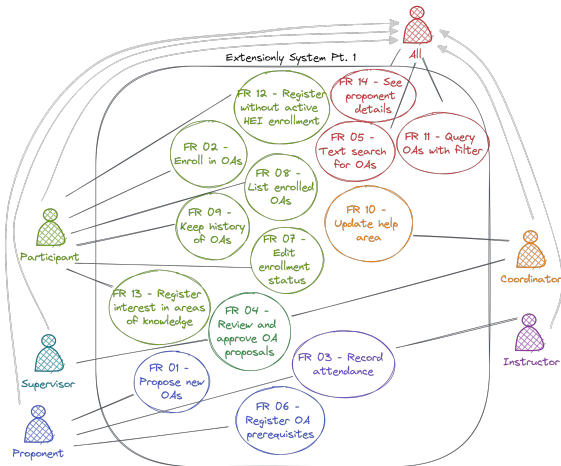 All
Extensionly System Pt. 1
FR 12 - Register
without active
HEI enrollment
FR 14 - See
proponent
details
FR 02 -
Enroll in OAs
FR 05 -
Text search
for OAs
FR 11 - Query
OAs with filter
FR 08 -
List enrolled
OAs
FR 09 -
Keep history
of OAs
FR 10 -
Update help
area
FR 07 -
Edit
enrollment
status
Participant
Coordinator
FR 13 - Register
interest in areas
of knowledge
FR 04 -
Review and
approve OA
proposals
Supervisor
Instructor
FR 03 - Record
attendance
FR 01 -
Propose new
OAs
FR 06 -
Register OA
prerequisites
Proponent